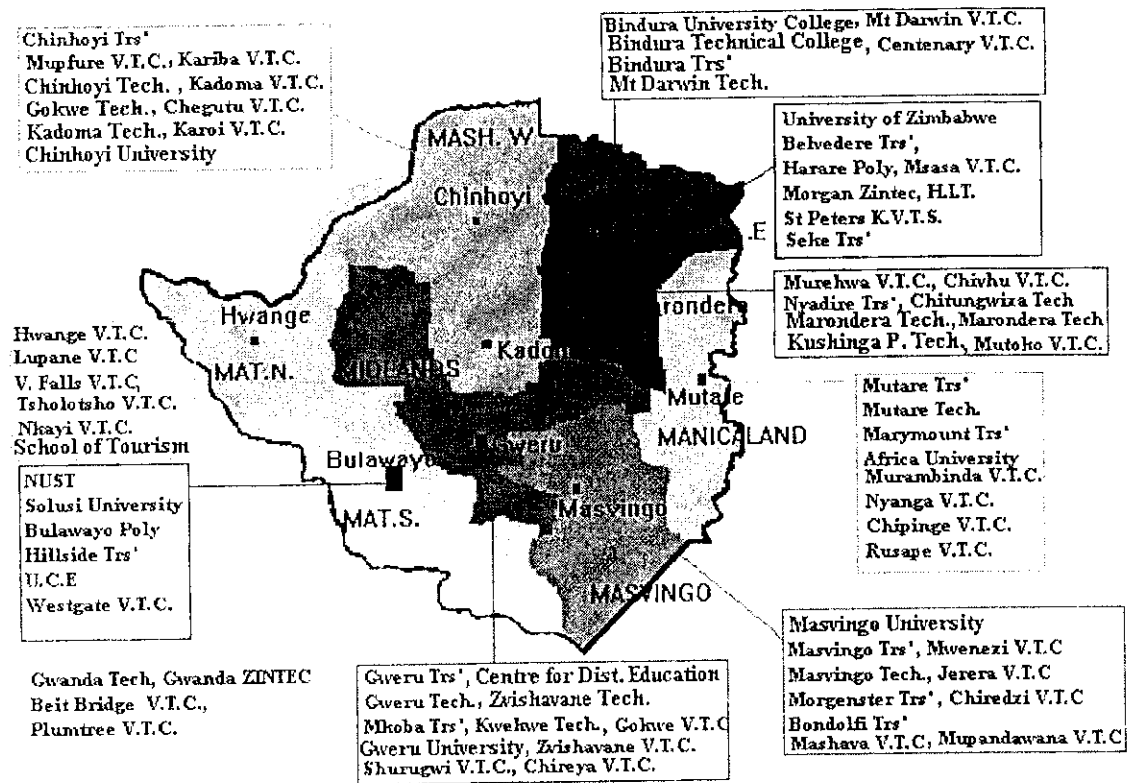 Chinhoyi Trs'
Mupfure V.T.C., Kariba V.T.C.
Chinhoyi Tech. , Kadoma V.T.C.
Gokwe Tech., Chegutu V.T.C.
Kadoma Tech., Karoi V.T.C.
Chinhoyi University
Bindura University College, Mt Darwin V.T.C.
Bindura Technical College, Centenary V.T.C.
Bindura Trs'
Mt Darwin Tech.
University of Zimbabwe
Belvedere Trs',
Harare Poly, Msasa V.T.C.
Morgan Zintec, H.I.T.
St Peters K.V.T.S.
Seke Trs'
MASH. W
Chinhoyi
.E
Murehwa V.T.C., Chivhu V.T.C.
Nyadire Trs', Chitungwiza Tech
Marondera Tech., Marondera Tech
Kushinga P. Tech, Mutoko V.T.C.
arondera
Hwange
MAT.N.
MIDLANDS
Kadom
Mutare
MANICALAND
Hwange V.T.C.
Lupane V.T.C
V. Falls V.T.C,
Tsholotsho V.T.C.
Nkayi V.T.C.
School of Tourism
Mutare Trs'
Mutare Tech.
Marymount Trs'
Africa University
Murambinda V.T.C.
Nyanga V.T.C.
Chipinge V.T.C.
Rusape V.T.C.
Gweru
Bulawayo
MAT.S.
Masvingo
MASVINGO
NUST
Solusi University
Bulawayo Poly
Hillside Trs'
U.C.E
Westgate V.T.C.
Gwanda Tech, Gwanda ZINTEC
Beit Bridge V.T.C.,
Plumtree V.T.C.
Gweru Trs', Centre for Dist. Education
Gweru Tech., Zvishavane Tech.
Mkoba Trs', Kwekwe Tech., Gokwe V.T.C
Gweru University, Zvishavane V.T.C.
Shurugwi V.T.C., Chireya V.T.C.
Masvingo University
Masvingo Trs', Mwenezi V.T.C
Masvingo Tech., Jerera V.T.C
Morgenster Trs', Chiredzi V.T.C
Bondolfi Trs'
Mashava V.T.C, Mupandawana V.T.C